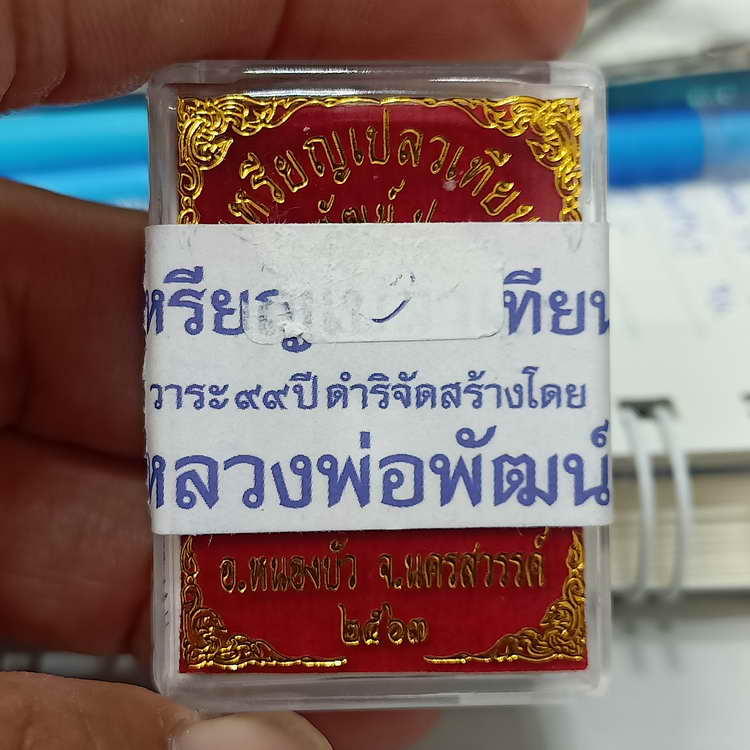 หรียญเปลวเทียน
พัฒน์
หรียญ ทียน
วาระ๙๙ปี ดำริจัดสร้างโดย
หลวงพ่อพัฒน์
อ.หนองบัว จ.นครสวรรค์
๒๕๖๓